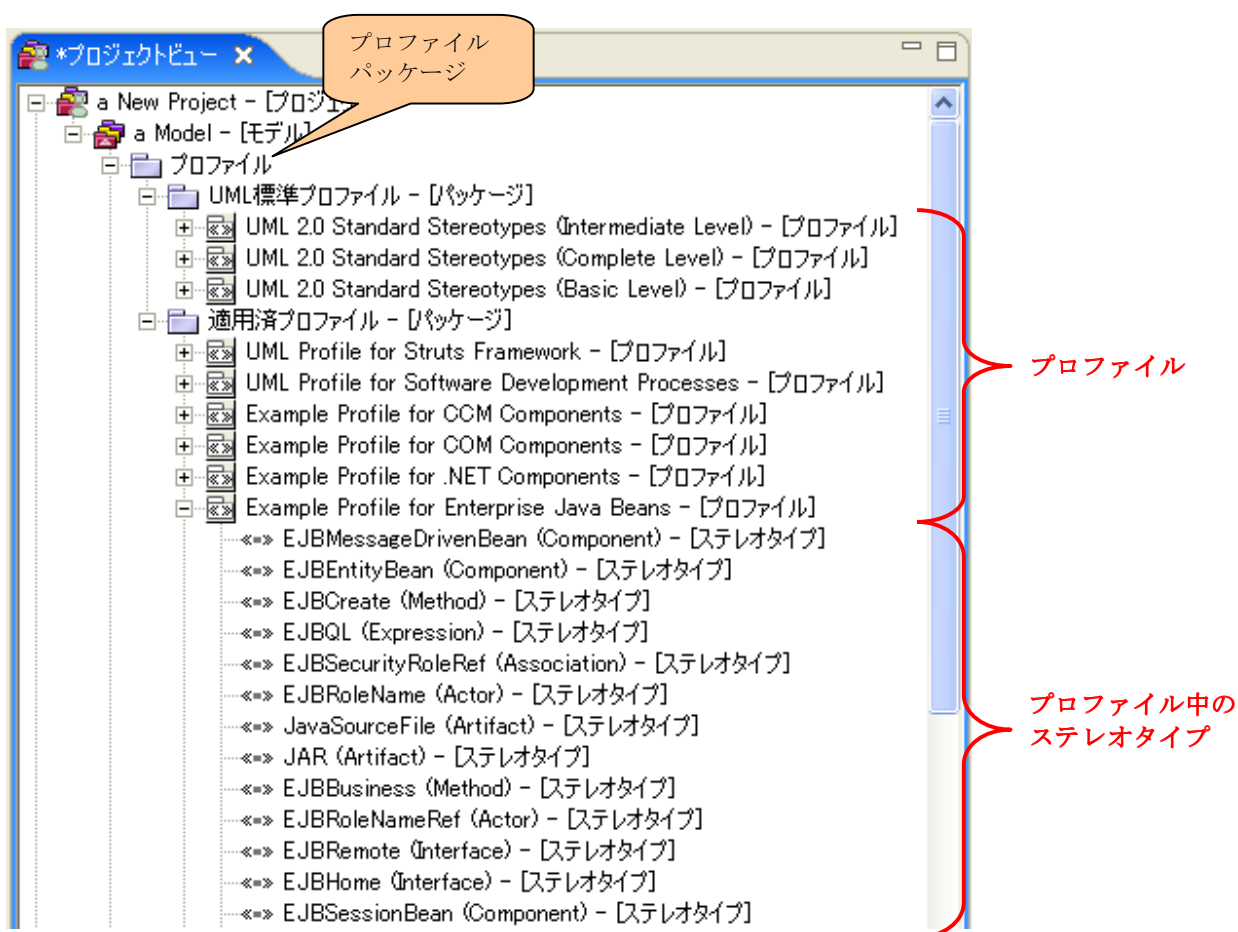 *プロジェクトビュー
プロファイル
パッケージ
a New Project - [プロジェ
a Model - [モデル]
プロファイル
UML標準プロファイル - [パッケージ]
UML 2.0 Standard Stereotypes (Intermediate Level) - [プロファイル]
UML 2.0 Standard Stereotypes (Complete Level) - [プロファイル]
UML 2.0 Standard Stereotypes (Basic Level) - [プロファイル]
適用済プロファイル - [パッケージ]
UML Profile for Struts Framework - [プロファイル]
UML Profile for Software Development Processes - [プロファイル]
Example Profile for CCM Components - [プロファイル]
Example Profile for COM Components - [プロファイル]
Example Profile for .NET Components - [プロファイル]
Example Profile for Enterprise Java Beans - [プロファイル]
プロファイル
«=» EJBMessageDrivenBean (Component) - [ステレオタイプ]
«=» EJBEntityBean (Component) - [ステレオタイプ]
«=» EJBCreate (Method) - [ステレオタイプ]
«=» EJBQL (Expression) - [ステレオタイプ]
«=» EJBSecurityRoleRef (Association) - [ステレオタイプ]
«=» EJBRoleName (Actor) - [ステレオタイプ]
«=» JavaSourceFile (Artifact) - [ステレオタイプ]
«=» JAR (Artifact) - [ステレオタイプ]
«=» EJBBusiness (Method) - [ステレオタイプ]
«=» EJBRoleNameRef (Actor) - [ステレオタイプ]
«=» EJBRemote (Interface) - [ステレオタイプ]
«=» EJBHome (Interface) - [ステレオタイプ]
«=» EJBSessionBean (Component) - [ステレオタイプ]
プロファイル中の
ステレオタイプ